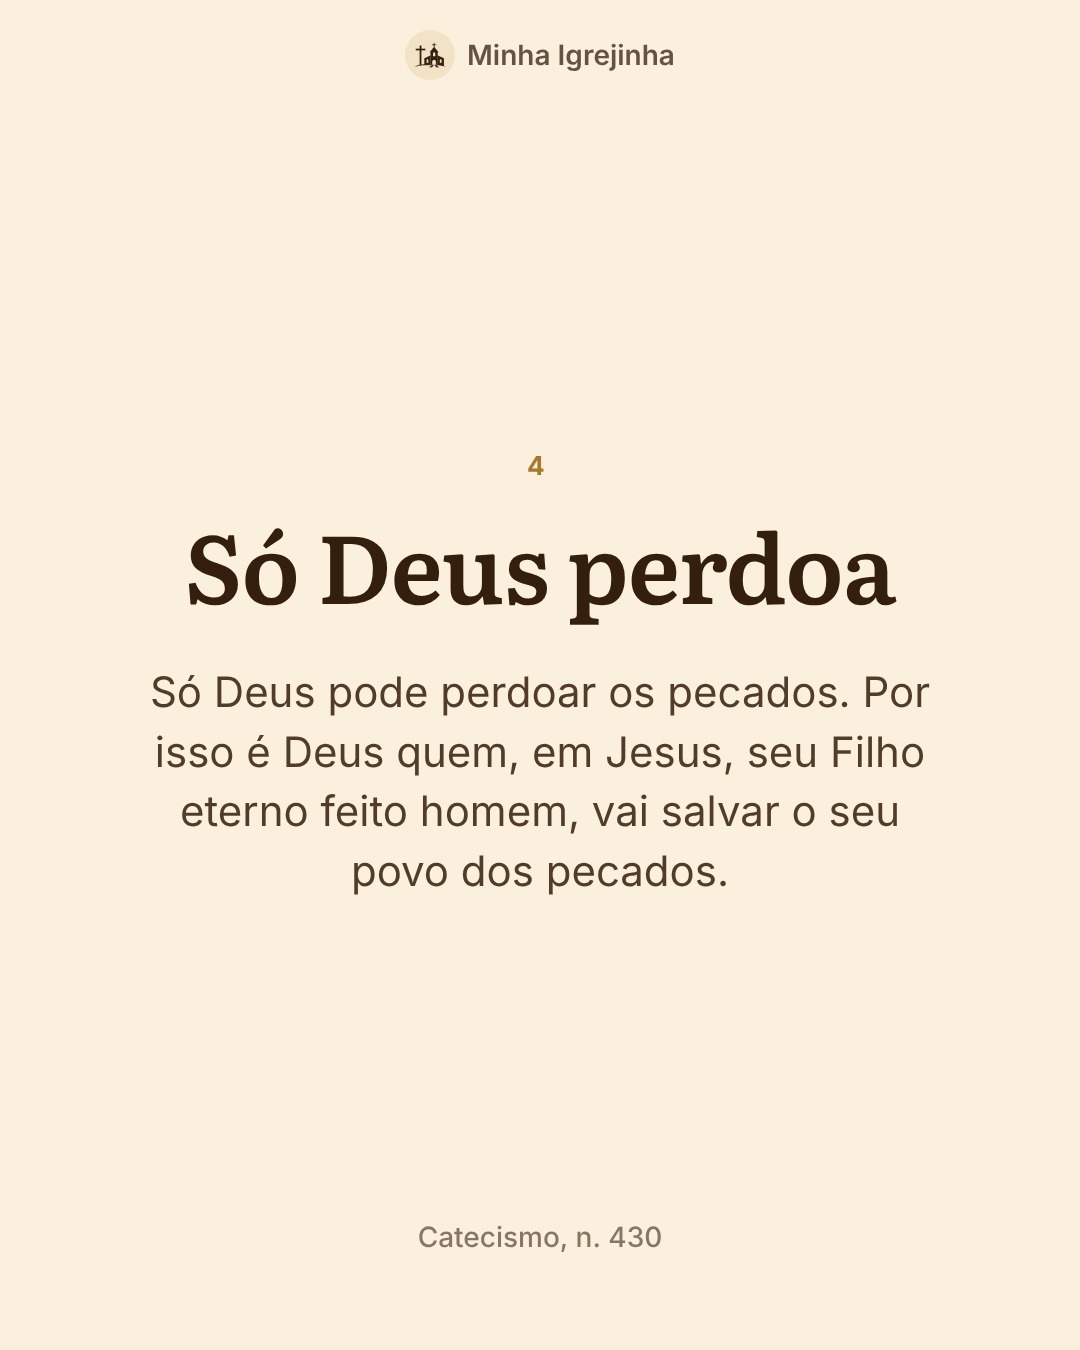 Minha Igrejinha
4
Só Deus perdoa
Só Deus pode perdoar os pecados. Por
isso é Deus quem, em Jesus, seu Filho
eterno feito homem, vai salvar o seu
povo dos pecados.
Catecismo, n. 430